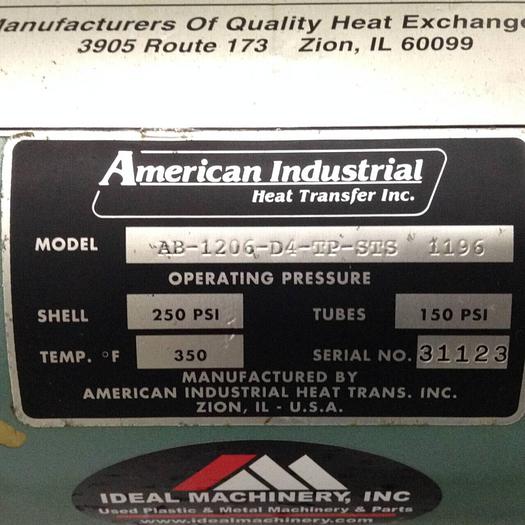 Manufacturers Of Quality Heat Exchange
3905 Route 173 Zion, IL 60099
American Industrial
Heat Transfer Inc.
MODEL AB-1206-D4-TP-STS 1196
OPERATING PRESSURE
SHELL 250 PSI TUBES 150 PSI
TEMP. °F 350 SERIAL NO. 31123
MANUFACTURED BY
AMERICAN INDUSTRIAL HEAT TRANS. INC.
ZION, IL - U.S.A.
IDEAL MACHINERY, INC
Used Plastic & Metal Machinery & Parts
www.idealmachinery.com